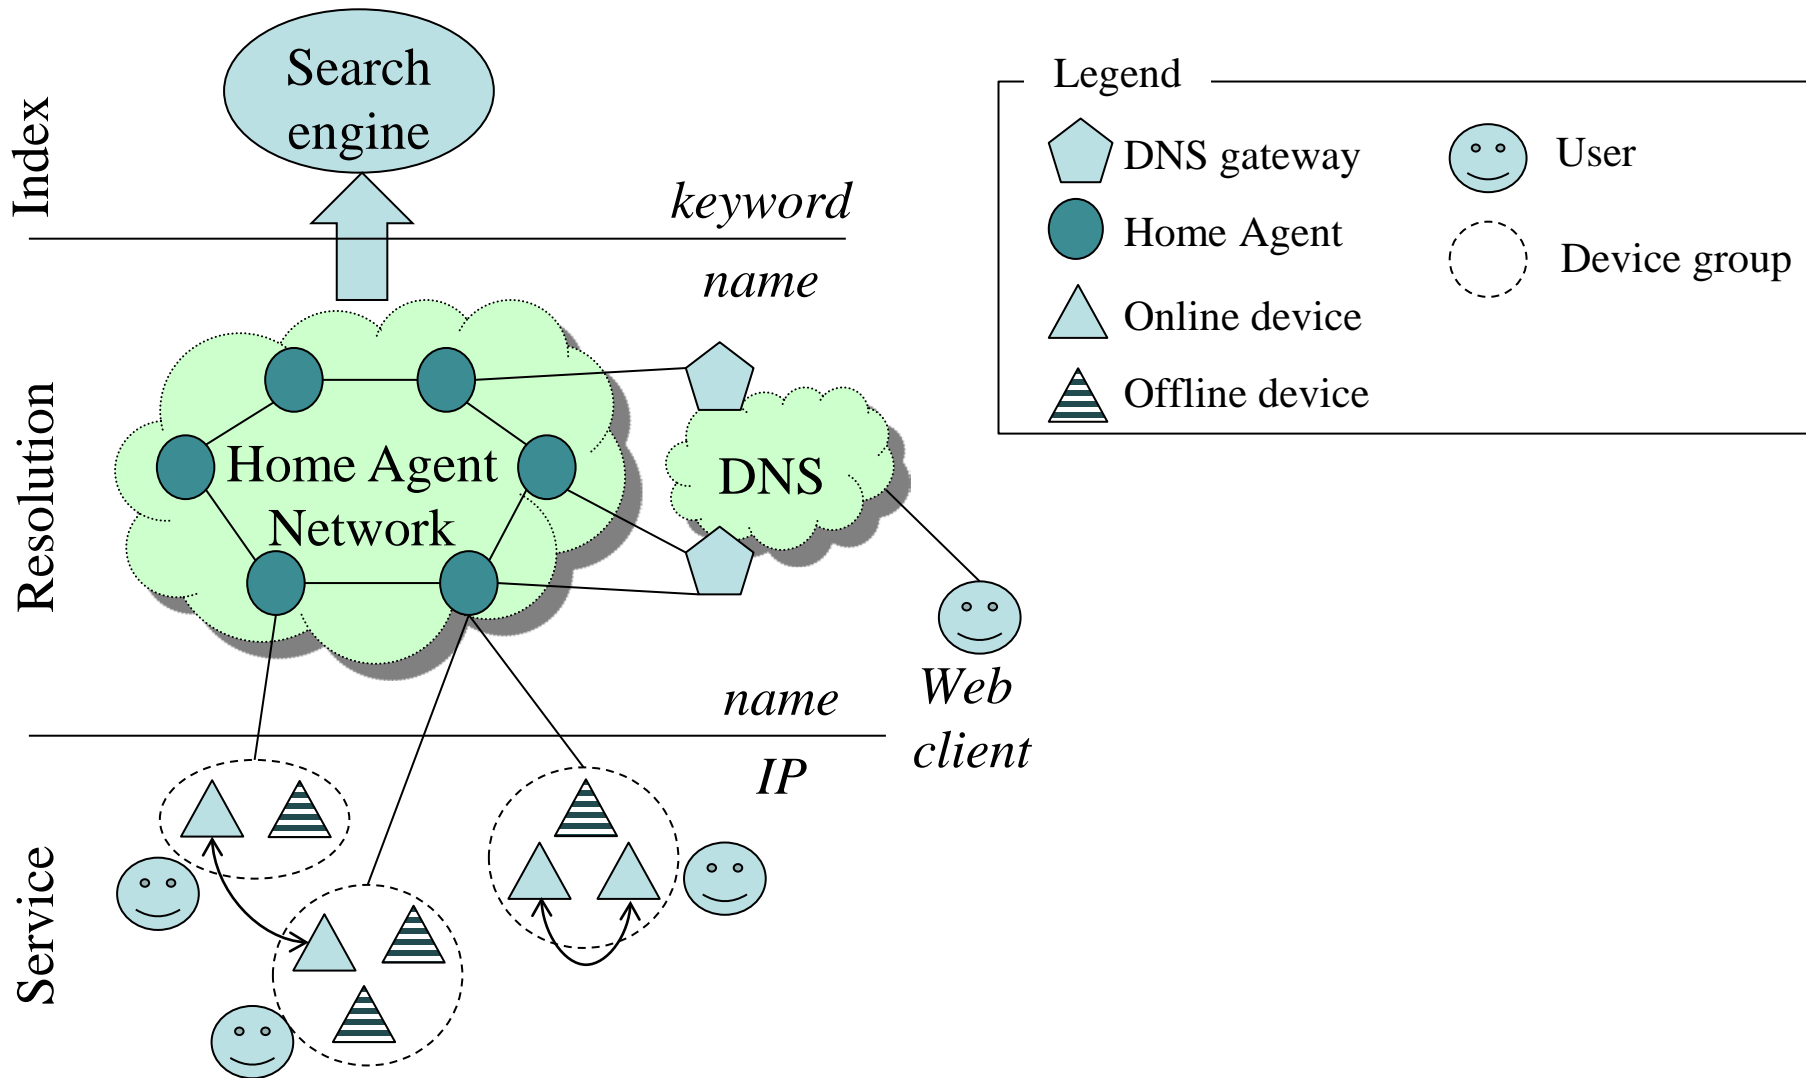 Index
Search
engine
keyword
name
Resolution
Home Agent
Network
DNS
name
Web
client
IP
Service
Legend
DNS gateway
Home Agent
Online device
Offline device
User
Device group